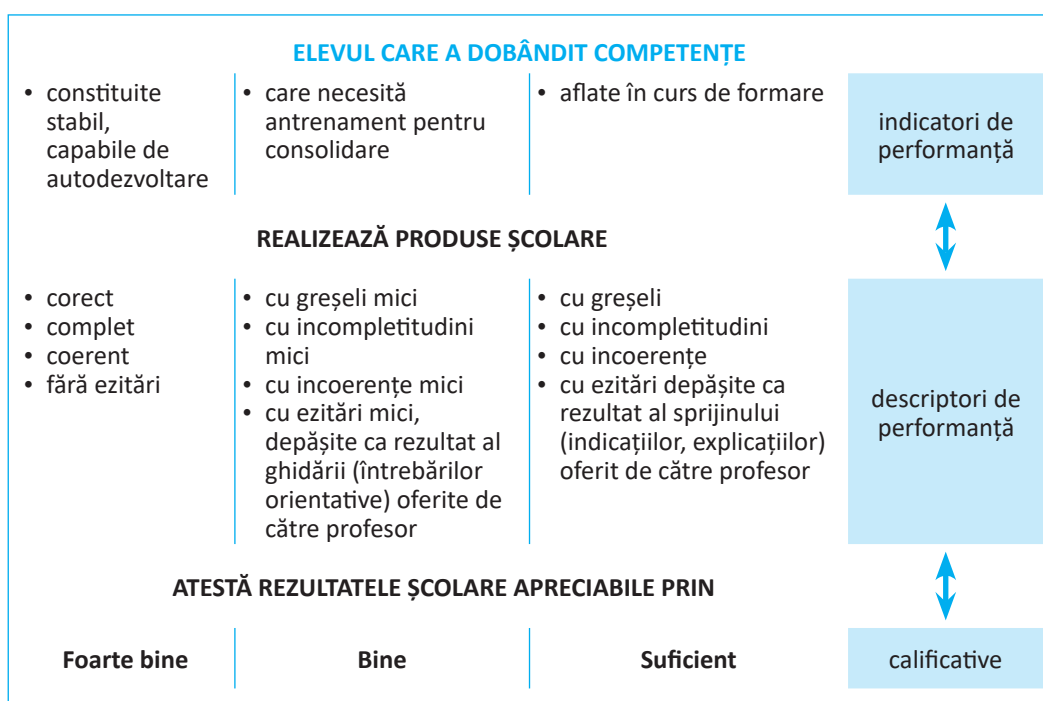 ELEVUL CARE A DOBÂNDIT COMPETENȚE
• constituite
stabil,
capabile de
autodezvoltare
• care necesită
antrenament pentru
consolidare
• aflate în curs de formare
indicatori de
performanță
REALIZEAZĂ PRODUSE ȘCOLARE
• corect
• complet
• coerent
• fără ezitări
• cu greșeli mici
• cu incompletitudini
mici
• cu incoerențe mici
• cu ezitări mici,
depășite ca rezultat al
ghidării (întrebărilor
orientative) oferite de
către profesor
• cu greșeli
• cu incompletitudini
• cu incoerențe
• cu ezitări depășite ca
rezultat al sprijinului
(indicațiilor, explicațiilor)
oferit de către profesor
descriptori de
performanță
ATESTĂ REZULTATELE ȘCOLARE APRECIABILE PRIN
Foarte bine
Bine
Suficient
calificative